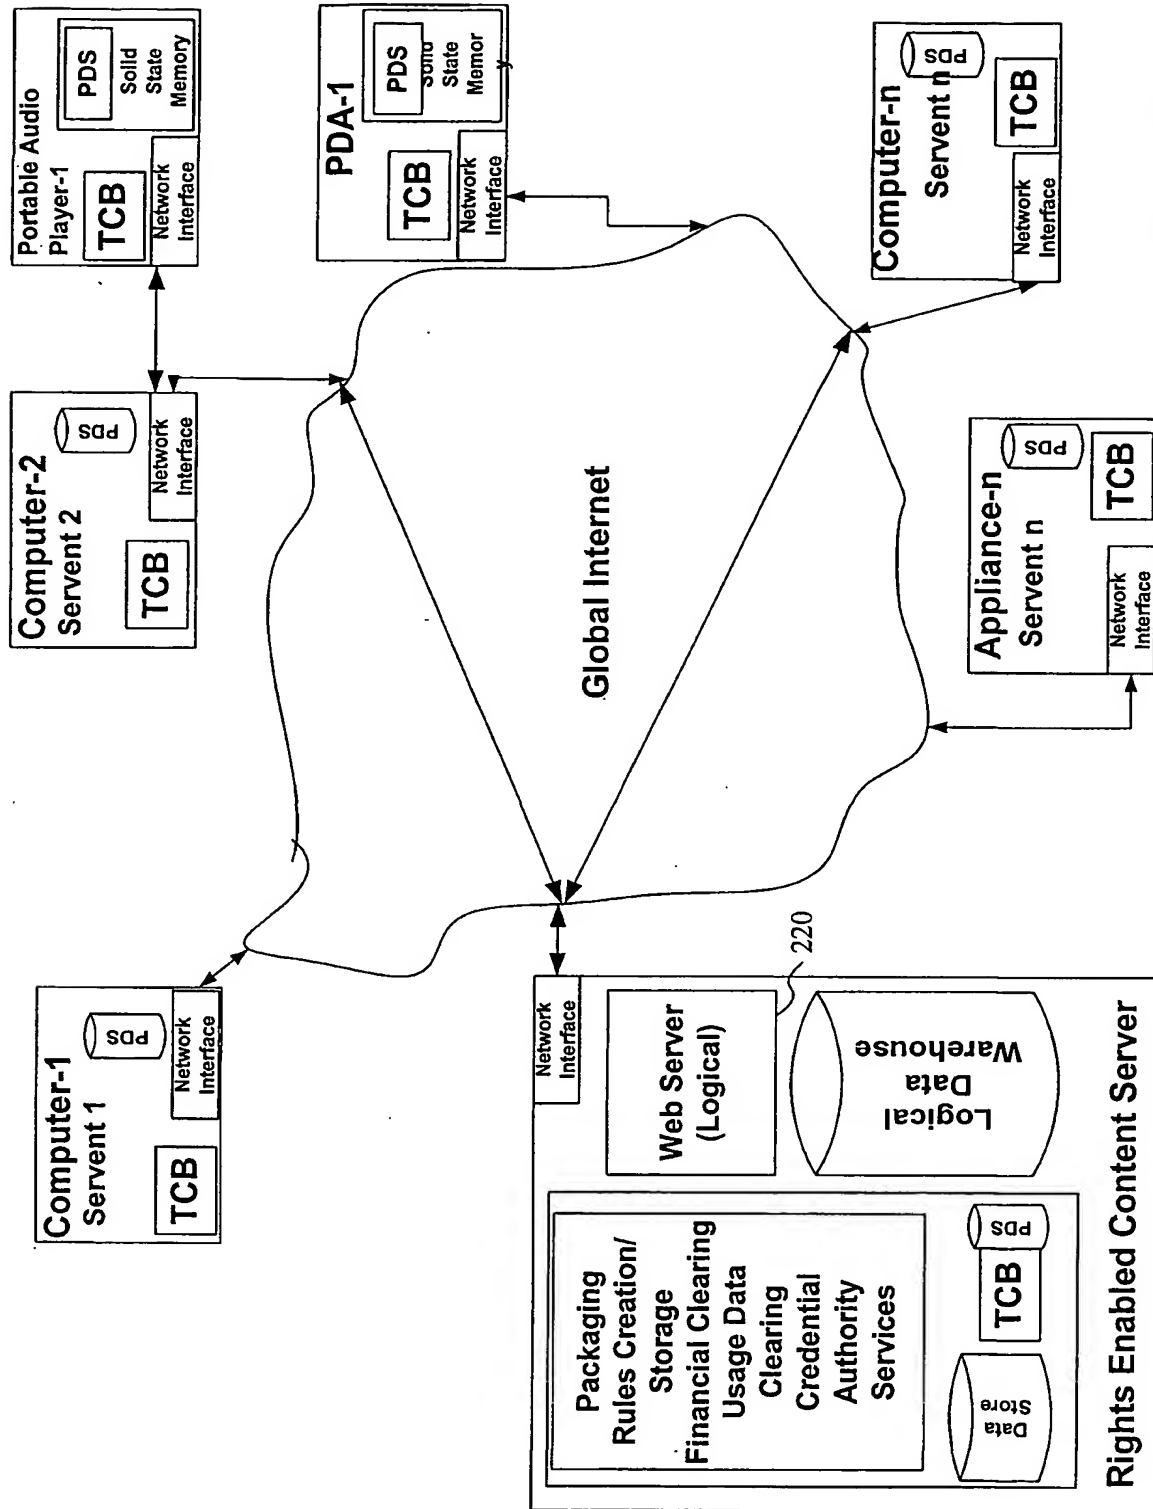 Computer-1
Servent 1
TCB
PDS
Network
Interface
Computer-2
Servent 2
TCB
PDS
Network
Interface
Portable Audio
Player-1
TCB
PDS
Solid
State
Memory
Network
Interface
PDA-1
TCB
PDS
Solid
State
Memor
y
Network
Interface
Global Internet
Computer-n
Servent n
PDS
TCB
Network
Interface
Appliance-n
Servent n
PDS
TCB
Network
Interface
Network
Interface
Web Server
(Logical)
220
Logical
Data
Warehouse
Packaging
Rules Creation/
Storage
Financial Clearing
Usage Data
Clearing
Credential
Authority
Services
Data
Store
TCB
PDS
Rights Enabled Content Server